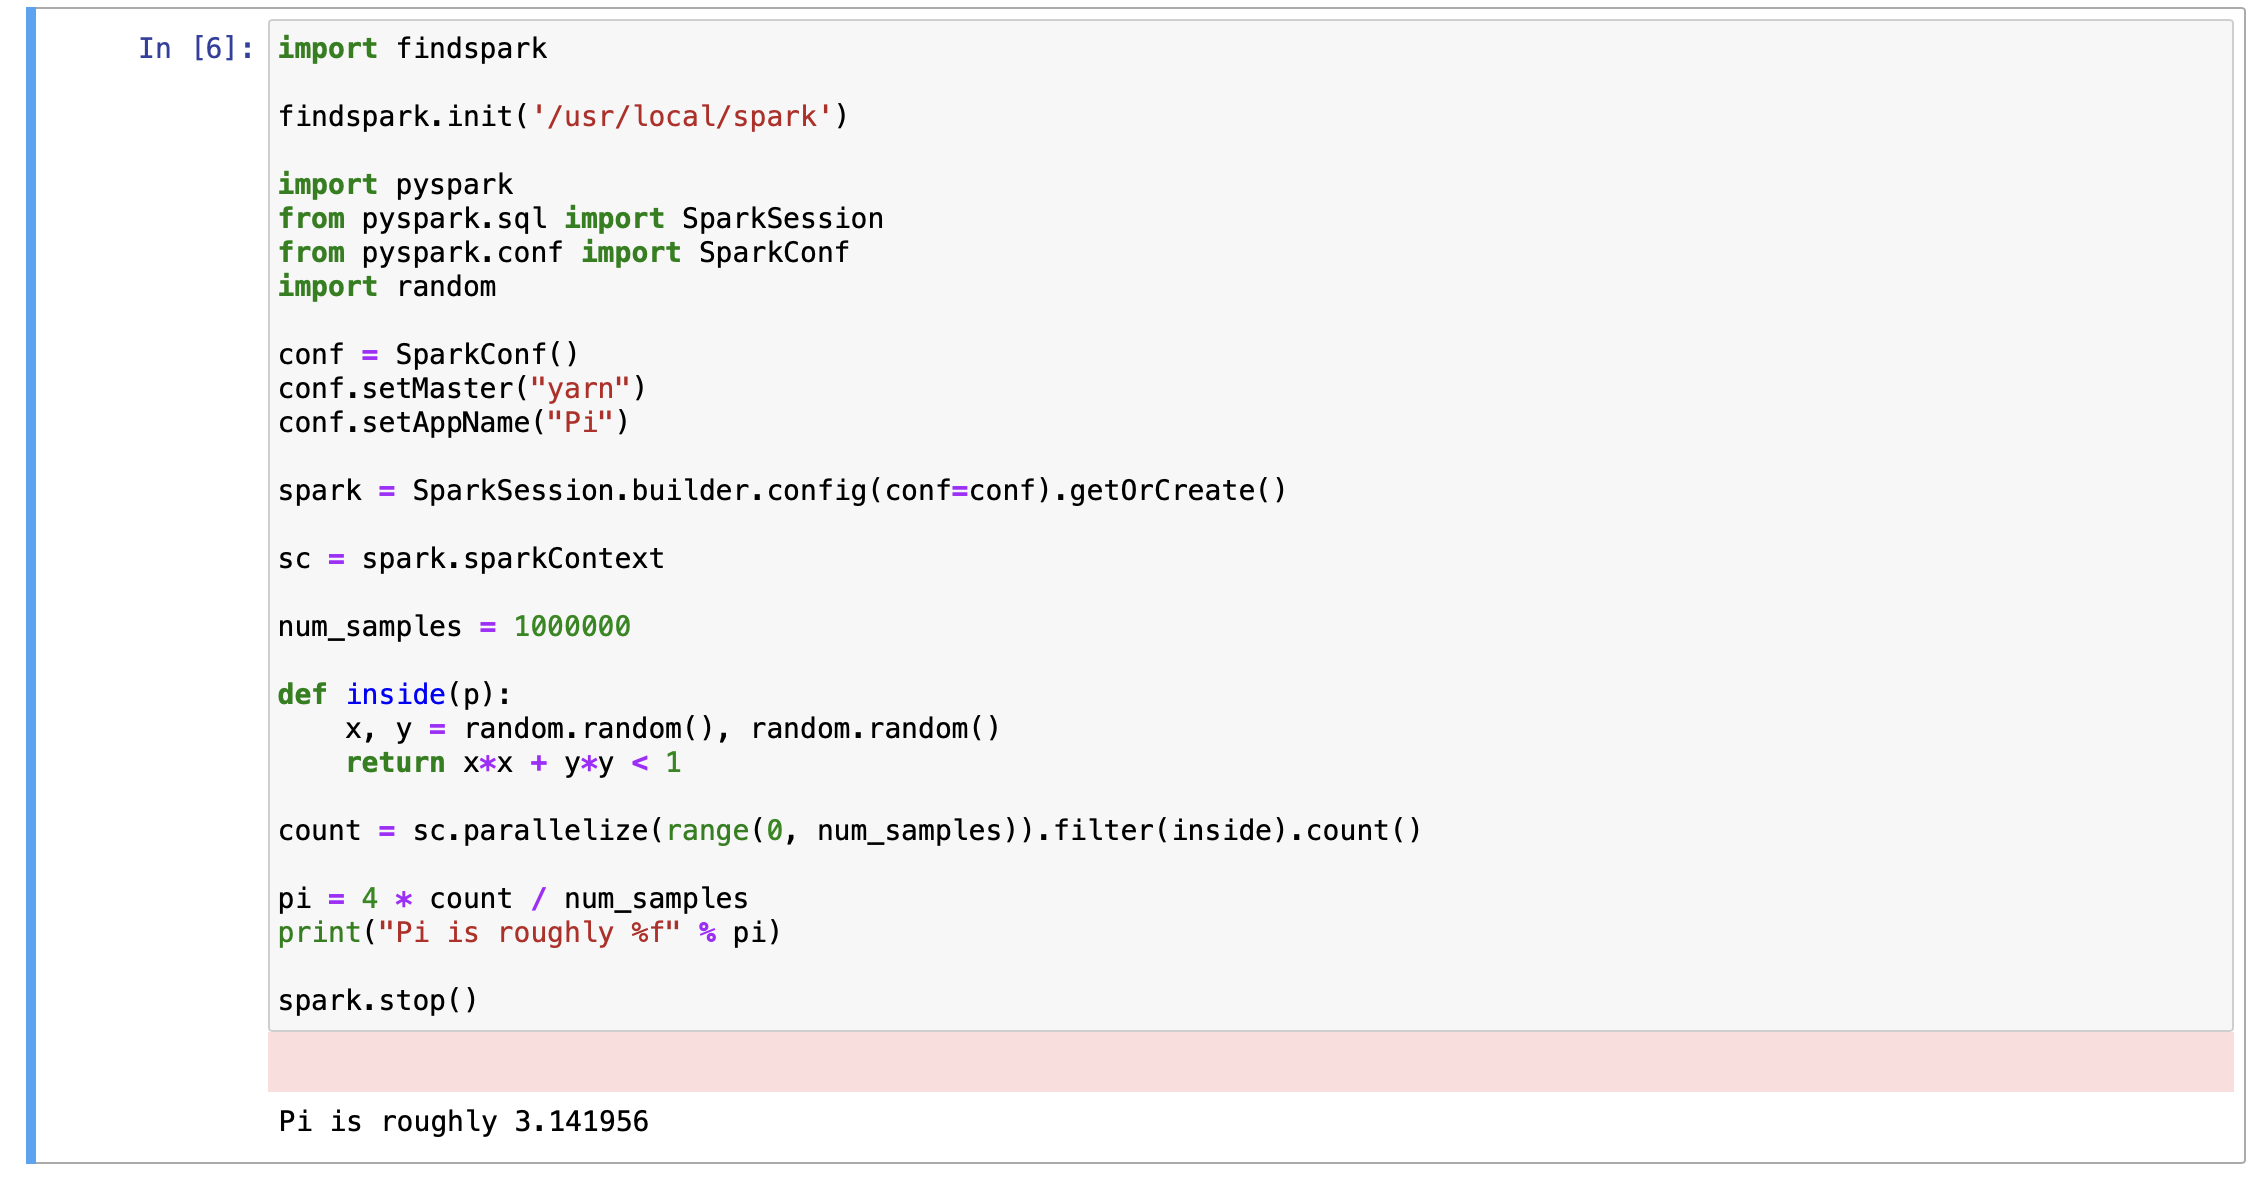 In [6]:
import findspark
findspark.init('/usr/local/spark')
import pyspark
from pyspark.sql import SparkSession
from pyspark.conf import SparkConf
import random
conf = SparkConf()
conf.setMaster("yarn")
conf.setAppName("Pi")
spark = SparkSession.builder.config(conf=conf).getOrCreate()
sc = spark.sparkContext
num_samples = 1000000
def inside(p):
    x, y = random.random(), random.random()
    return x*x + y*y < 1
count = sc.parallelize(range(0, num_samples)).filter(inside).count()
pi = 4 * count / num_samples
print("Pi is roughly %f" % pi)
spark.stop()
Pi is roughly 3.141956